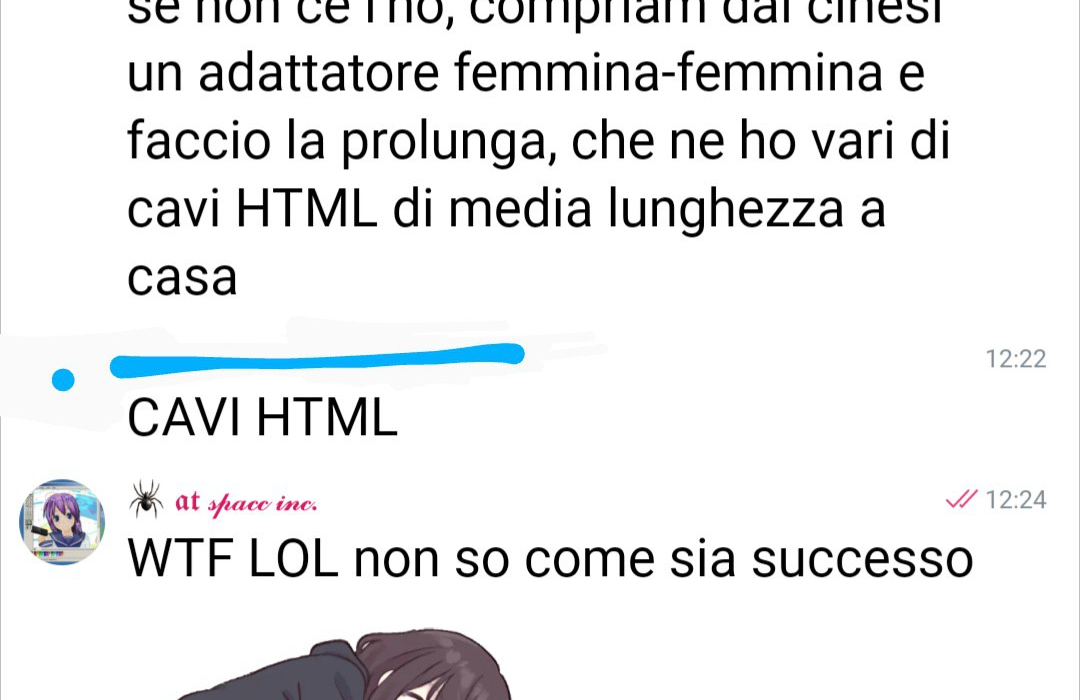 se non ce l'ho, compriam dai cinesi
un adattatore femmina-femmina e
faccio la prolunga, che ne ho vari di
cavi HTML di media lunghezza a
casa
12:22
CAVI HTML
🕷 at 𝓼𝓹𝓪𝓬𝓬 𝓲𝓷𝓬.
12:24
WTF LOL non so come sia successo